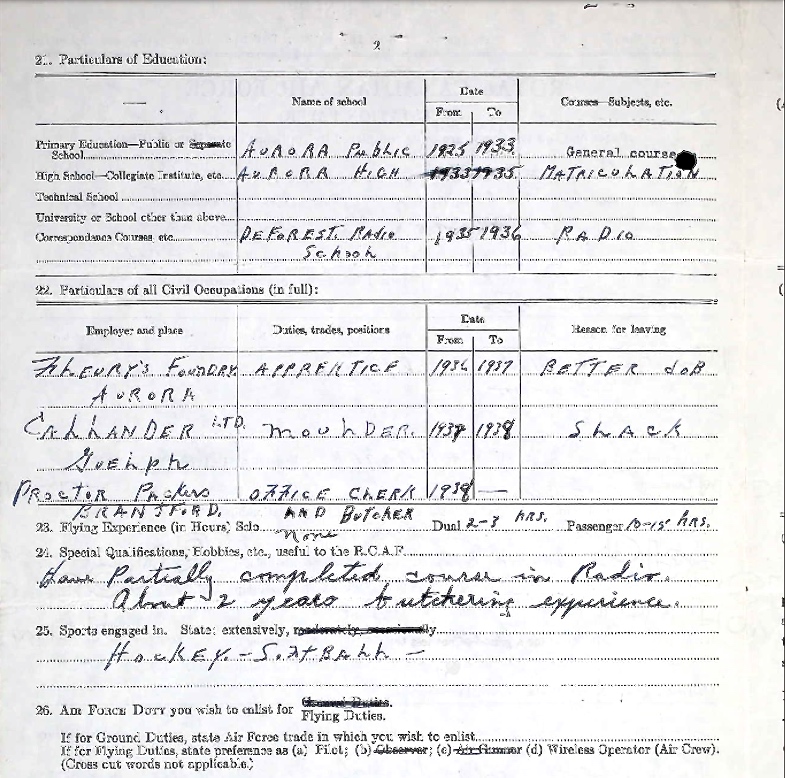 2
21. Particulars of Education:
Name of school
Date
From To
Courses—Subjects, etc.
Primary Education—Public or Separate
School
AURORA PUBLIC 1925 1933 General course
High School—Collegiate Institute, etc. AURORA HIGH 1933 1935 MATRICULATION
Technical School
University or School other than above
Correspondence Courses, etc. DEFOREST RADIO 1935 1936 RADIO
SCHOOL
22. Particulars of all Civil Occupations (in full):
Employer and place
Duties, trades, positions
Date
From To
Reason for leaving
FLEURY'S FOUNDRY APPRENTICE 1936 1937 BETTER JOB
AURORA
CALLANDER LTD. MOULDER. 1937 1938 SLACK
GUELPH
PROCTOR PACKERS OFFICE CLERK 1938 —
BRANTFORD. AND BUTCHER
23. Flying Experience (in Hours) Solo None Dual 2-3 HRS. Passenger 10-15 HRS.
24. Special Qualifications, Hobbies, etc., useful to the R.C.A.F.
Have Partially completed course in Radio.
About 2 years butchering experience.
25. Sports engaged in. State: extensively,
HOCKEY. - SOFTBALL -
26. AIR FORCE DUTY you wish to enlist for General Duties.
Flying Duties.
If for Ground Duties, state Air Force trade in which you wish to enlist
If for Flying Duties, state preference as (a) Pilot; (b) Observer; (c) Air Gunner (d) Wireless Operator (Air Crew).
(Cross out words not applicable.)